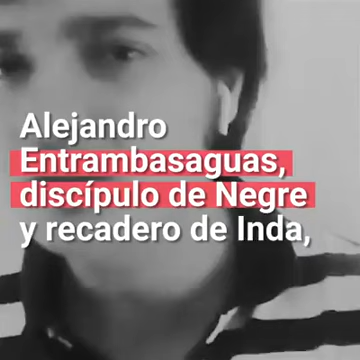 Alejandro
Entrambasaguas,
discípulo de Negre
y recadero de Inda,